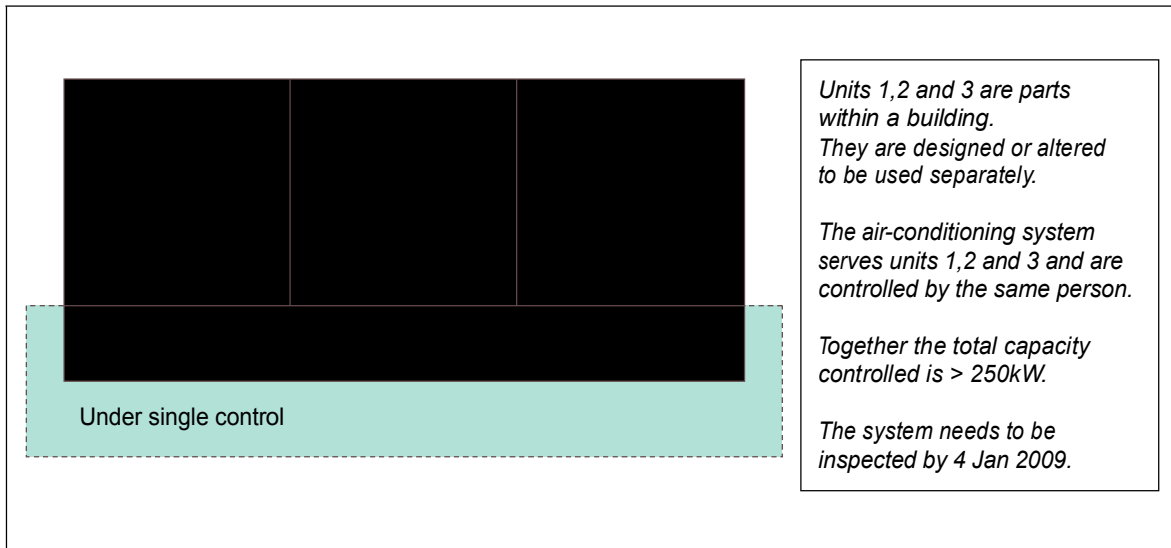 Under single control
Units 1,2 and 3 are parts
within a building.
They are designed or altered
to be used separately.
The air-conditioning system
serves units 1,2 and 3 and are
controlled by the same person.
Together the total capacity
controlled is > 250kW.
The system needs to be
inspected by 4 Jan 2009.